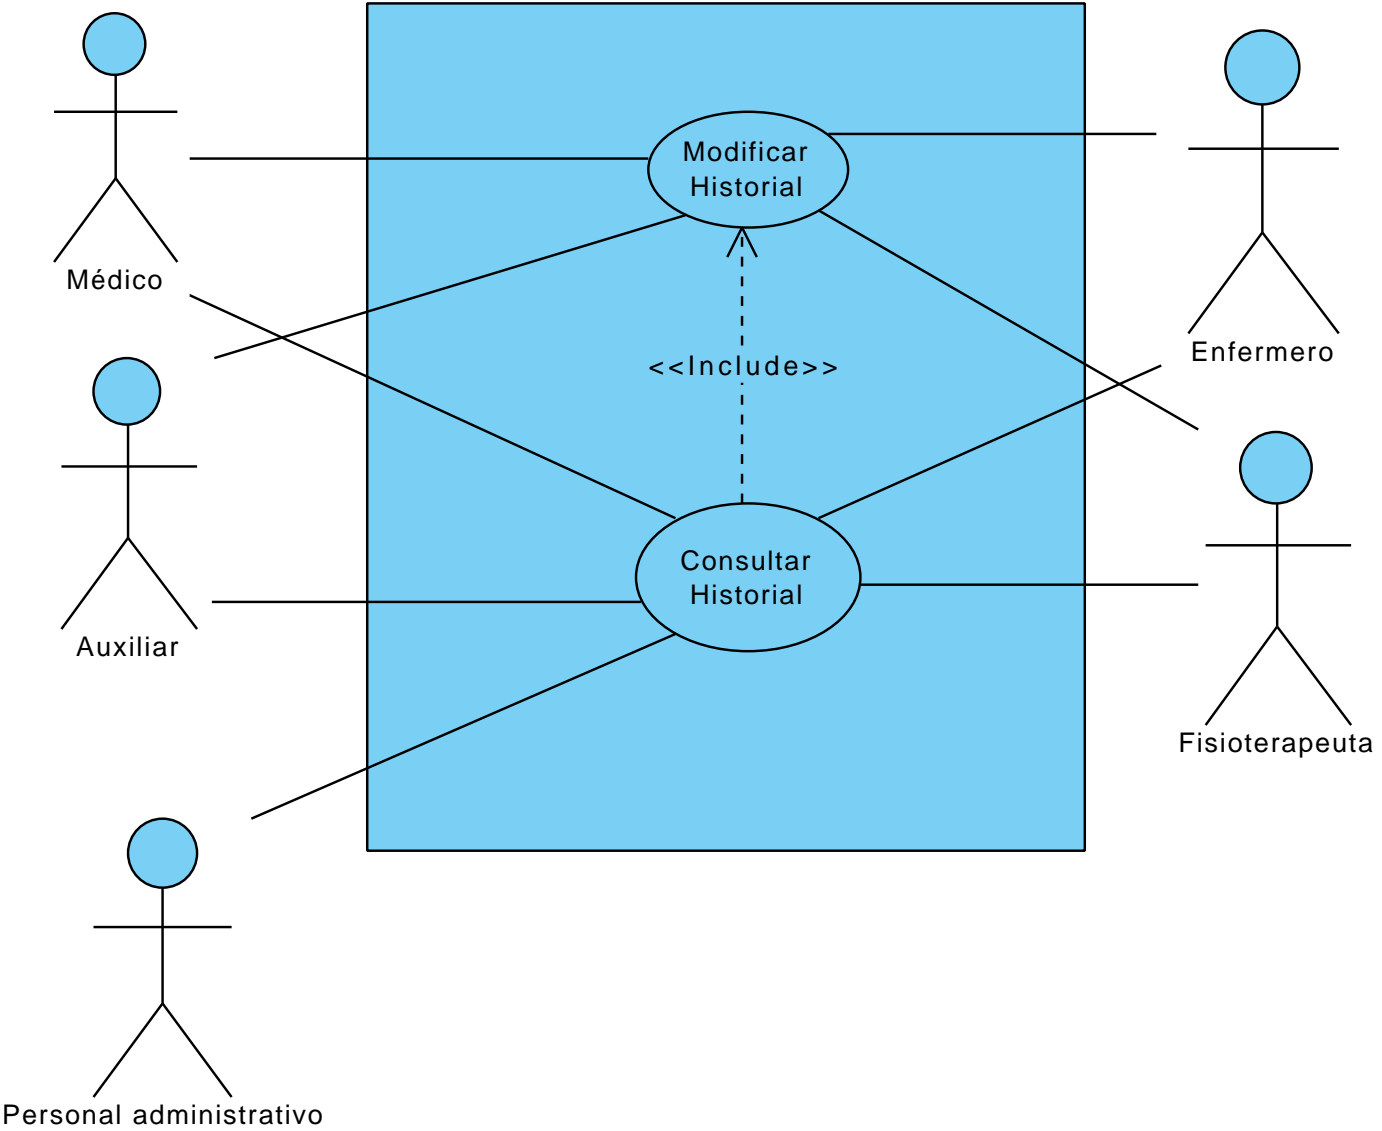 Modificar
Historial
Médico
Enfermero
<<Include>>
Consultar
Historial
Auxiliar
Fisioterapeuta
Personal administrativo